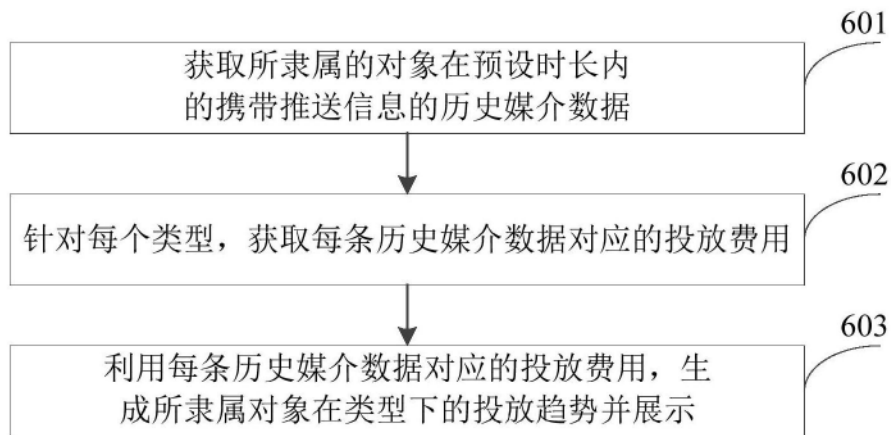 601
获取所隶属的对象在预设时长内
的携带推送信息的历史媒介数据
602
针对每个类型，获取每条历史媒介数据对应的投放费用
603
利用每条历史媒介数据对应的投放费用，生
成所隶属对象在类型下的投放趋势并展示